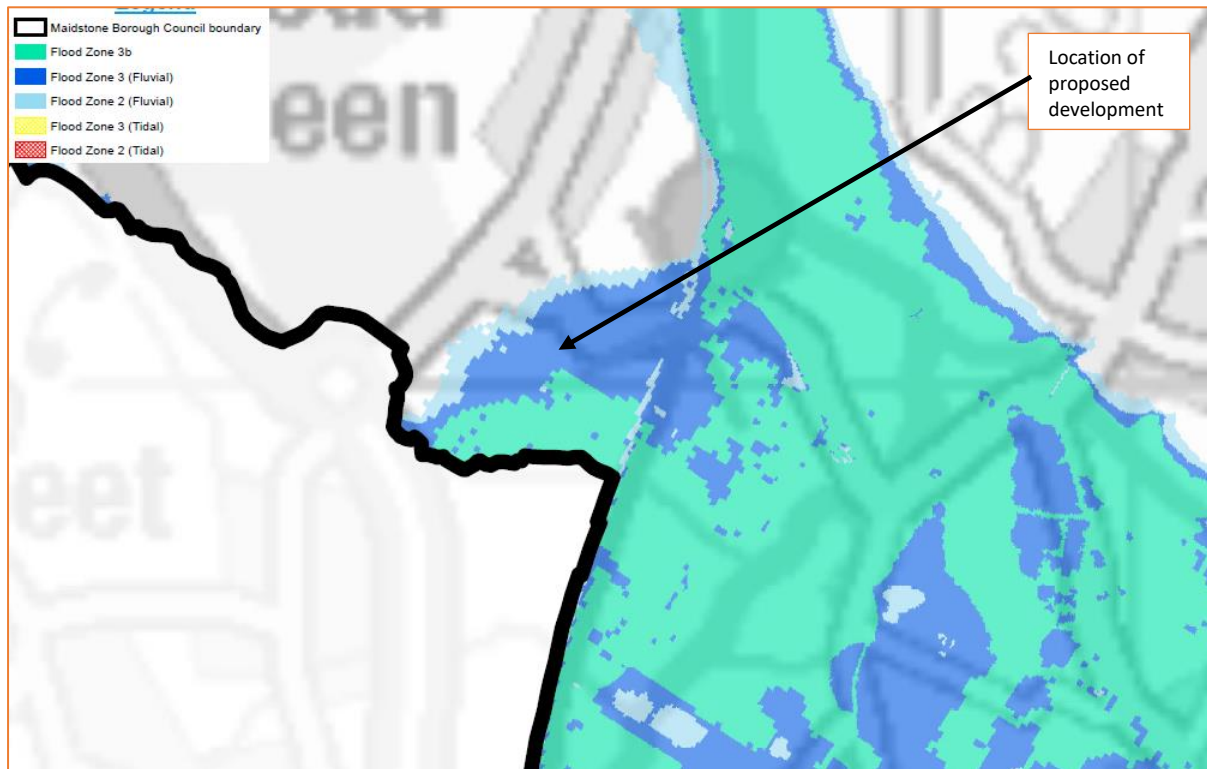 Legend
Maidstone Borough Council boundary
Flood Zone 3b
Flood Zone 3 (Fluvial)
Flood Zone 2 (Fluvial)
Flood Zone 3 (Tidal)
Flood Zone 2 (Tidal)
Location of
proposed
development
een
eet